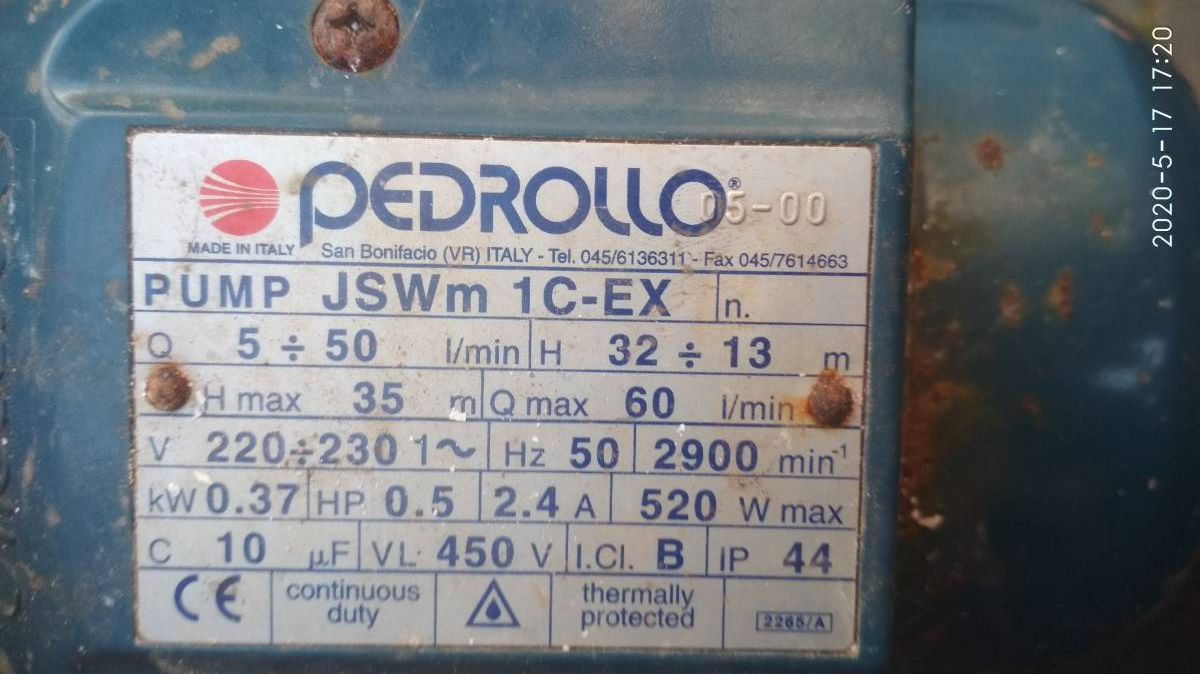 PEDROLLO® 05-00
MADE IN ITALY San Bonifacio (VR) ITALY - Tel. 045/6136311 - Fax 045/7614663
PUMP JSWm 1C-EX n.
Q 5 ÷ 50 l/min H 32 ÷ 13 m
H max 35 m Q max 60 l/min
V 220÷230 1~ Hz 50 2900 min-1
kW 0.37 HP 0.5 2.4 A 520 W max
C 10 µF VL 450 V I.Cl. B IP 44
CE continuous duty thermally protected 2265/A
2020-5-17 17:20